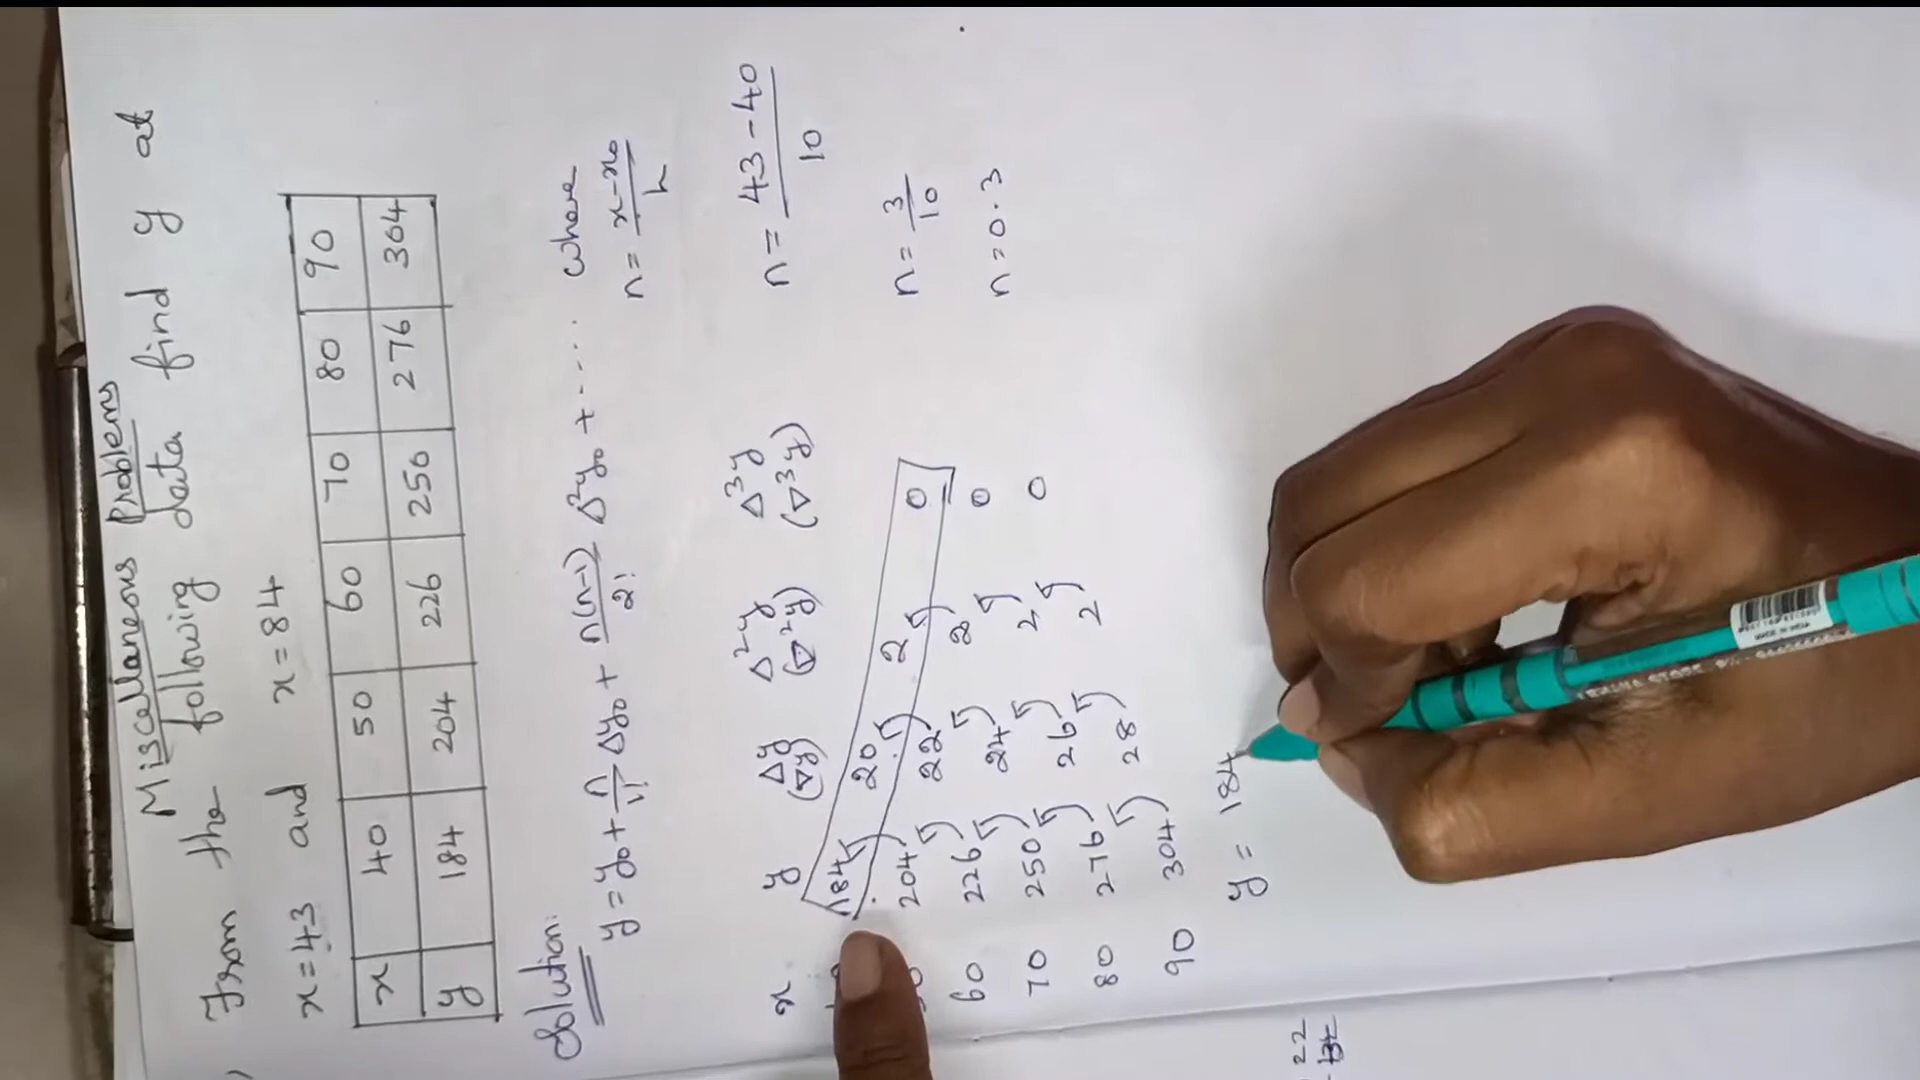 Miscellaneous Problems
From the following data find y at
x=43 and x=84
x 40 50 60 70 80 90
y 184 204 226 250 276 304
Solution:
y = y₀ + n/1! Δy₀ + n(n-1)/2! Δ²y₀ + .... where
n = x-x₀/h
x y Δy Δ²y Δ³y
(∇y) (∇²y) (∇³y)
184 20 2 0
204 22 2 0
60 226 24 2 0
70 250 26 2
80 276 28
90 304
n = 43-40/10
n = 3/10
n = 0.3
y = 184
22